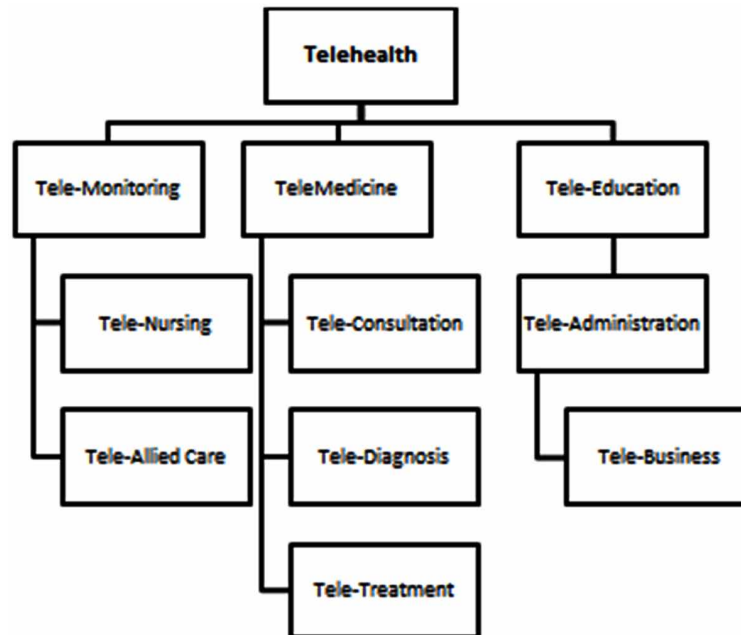 Telehealth
Tele-Monitoring
TeleMedicine
Tele-Education
Tele-Nursing
Tele-Consultation
Tele-Administration
Tele-Allied Care
Tele-Diagnosis
Tele-Business
Tele-Treatment